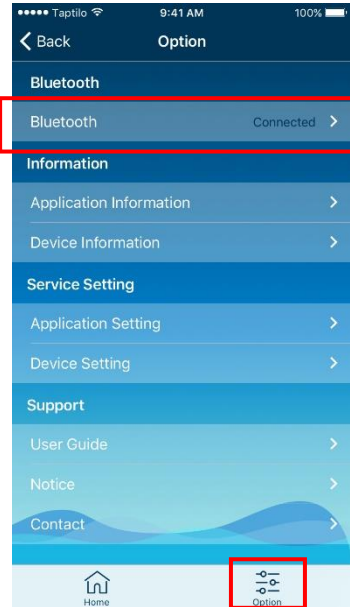 Taptilo 9:41 AM 100%
Back Option
Bluetooth
Bluetooth Connected
Information
Application Information
Device Information
Service Setting
Application Setting
Device Setting
Support
User Guide
Notice
Contact
Home Option